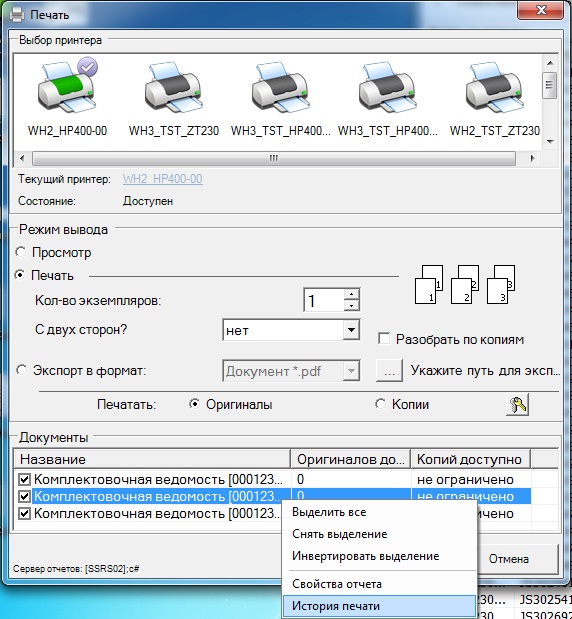 Печать
Выбор принтера
WH2_HP400-00
WH3_TST_ZT230
WH3_TST_HP400...
WH3_TST_HP400...
WH2_TST_ZT230
Текущий принтер: WH2_HP400-00
Состояние: Доступен
Режим вывода
Просмотр
Печать
Кол-во экземпляров: 1
1 1 2 2 3 3
С двух сторон? нет
Разобрать по копиям
Экспорт в формат: Документ *.pdf ... Укажите путь для эксп...
Печатать: Оригиналы Копии
Документы
Название Оригиналов до... Копий доступно
Комплектовочная ведомость [000123... 0 не ограничено
Комплектовочная ведомость [000123... 0 не ограничено
Комплектовочная ведомость [000123...
Выделить все
Снять выделение
Инвертировать выделение
Свойства отчета
История печати
Отмена
Сервер отчетов: [SSRS02];c#
JS302541
230... JS302692